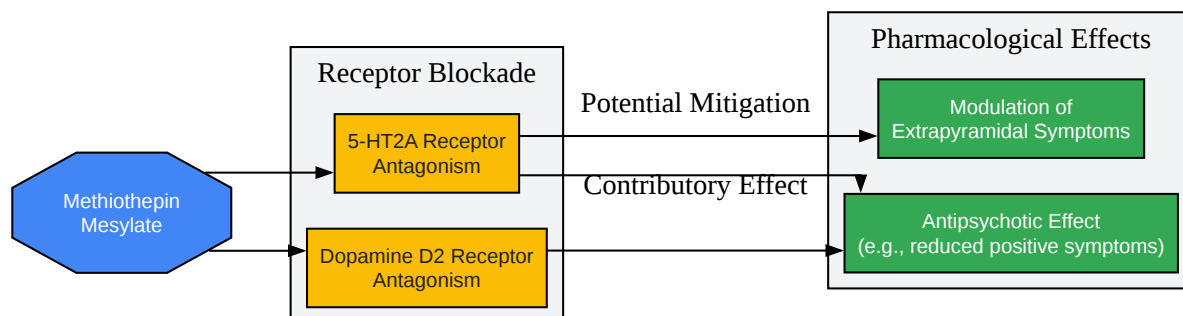 Methiothepin
Mesylate
Receptor Blockade
5-HT2A Receptor
Antagonism
Dopamine D2 Receptor
Antagonism
Potential Mitigation
Contributory Effect
Pharmacological Effects
Modulation of
Extrapyramidal Symptoms
Antipsychotic Effect
(e.g., reduced positive symptoms)